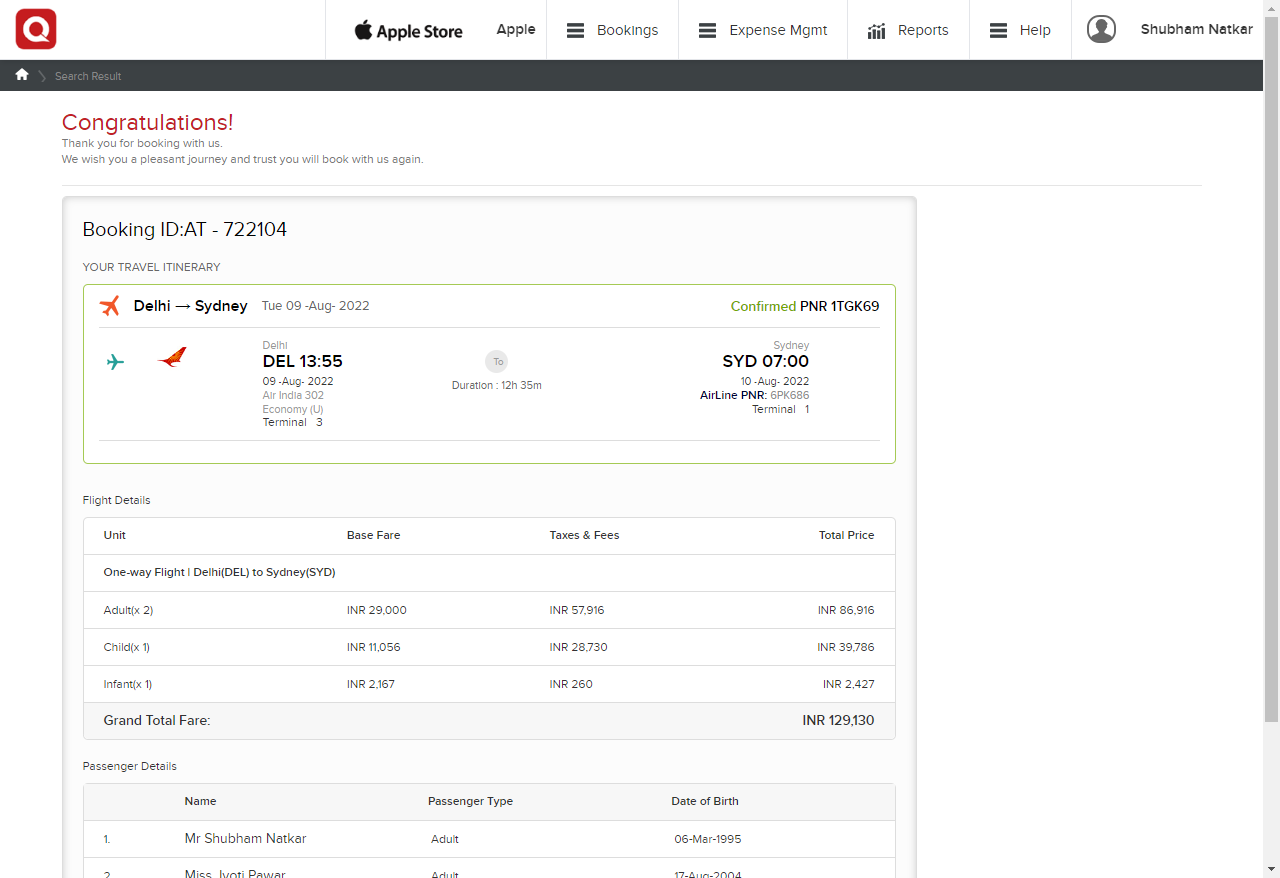 Q Apple Store Apple Bookings Expense Mgmt Reports Help Shubham Natkar
Search Result
Congratulations!
Thank you for booking with us.
We wish you a pleasant journey and trust you will book with us again.
Booking ID:AT - 722104
YOUR TRAVEL ITINERARY
Delhi → Sydney Tue 09 -Aug- 2022 Confirmed PNR 1TGK69
Delhi Sydney
DEL 13:55 To SYD 07:00
09 -Aug- 2022 Duration : 12h 35m 10 -Aug- 2022
Air India 302 AirLine PNR: 6PK686
Economy (U) Terminal 1
Terminal 3
Flight Details
Unit Base Fare Taxes & Fees Total Price
One-way Flight | Delhi(DEL) to Sydney(SYD)
Adult(x 2) INR 29,000 INR 57,916 INR 86,916
Child(x 1) INR 11,056 INR 28,730 INR 39,786
Infant(x 1) INR 2,167 INR 260 INR 2,427
Grand Total Fare: INR 129,130
Passenger Details
Name Passenger Type Date of Birth
1. Mr Shubham Natkar Adult 06-Mar-1995
2. Miss. Jyoti Pawar Adult 17-Aug-2004